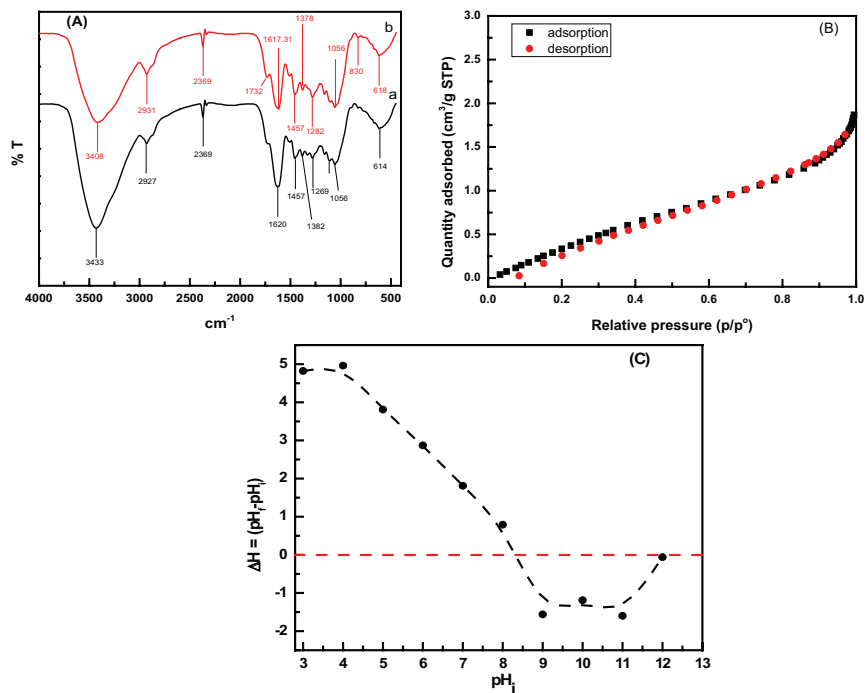 (A)
b
a
1378
1617.31
1056
2369
2931
1732
830
618
1457
1282
3408
2927
2369
614
1457
1269
1056
1620
1382
3433
% T
4000 3500 3000 2500 2000 1500 1000 500
cm-1
(B)
adsorption
desorption
Quantity adsorbed (cm³/g STP)
3.0
2.5
2.0
1.5
1.0
0.5
0.0
0.0 0.2 0.4 0.6 0.8 1.0
Relative pressure (p/p°)
(C)
ΔH = (pHf-pHi)
5
4
3
2
1
0
-1
-2
3 4 5 6 7 8 9 10 11 12 13
pHi